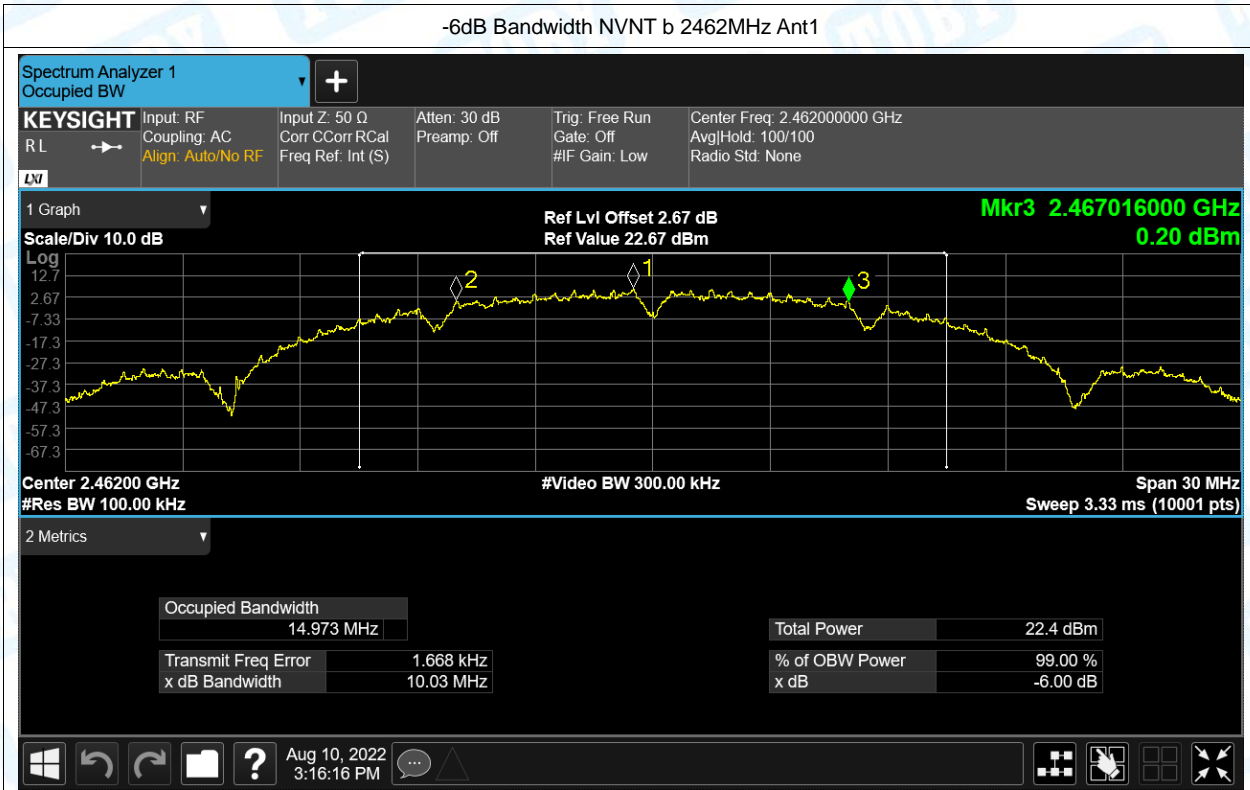 -6dB Bandwidth NVNT b 2462MHz Ant1
Spectrum Analyzer 1
Occupied BW
KEYSIGHT
RL
LXI
Input: RF
Coupling: AC
Align: Auto/No RF
Input Z: 50 Ω
Corr CCorr RCal
Freq Ref: Int (S)
Atten: 30 dB
Preamp: Off
Trig: Free Run
Gate: Off
#IF Gain: Low
Center Freq: 2.462000000 GHz
Avg|Hold: 100/100
Radio Std: None
1 Graph
Scale/Div 10.0 dB
Ref Lvl Offset 2.67 dB
Ref Value 22.67 dBm
Mkr3 2.467016000 GHz
0.20 dBm
Log
12.7
2.67
-7.33
-17.3
-27.3
-37.3
-47.3
-57.3
-67.3
2
1
3
Center 2.46200 GHz
#Res BW 100.00 kHz
#Video BW 300.00 kHz
Span 30 MHz
Sweep 3.33 ms (10001 pts)
2 Metrics
Occupied Bandwidth
14.973 MHz
Transmit Freq Error 1.668 kHz
x dB Bandwidth 10.03 MHz
Total Power 22.4 dBm
% of OBW Power 99.00 %
x dB -6.00 dB
Aug 10, 2022
3:16:16 PM